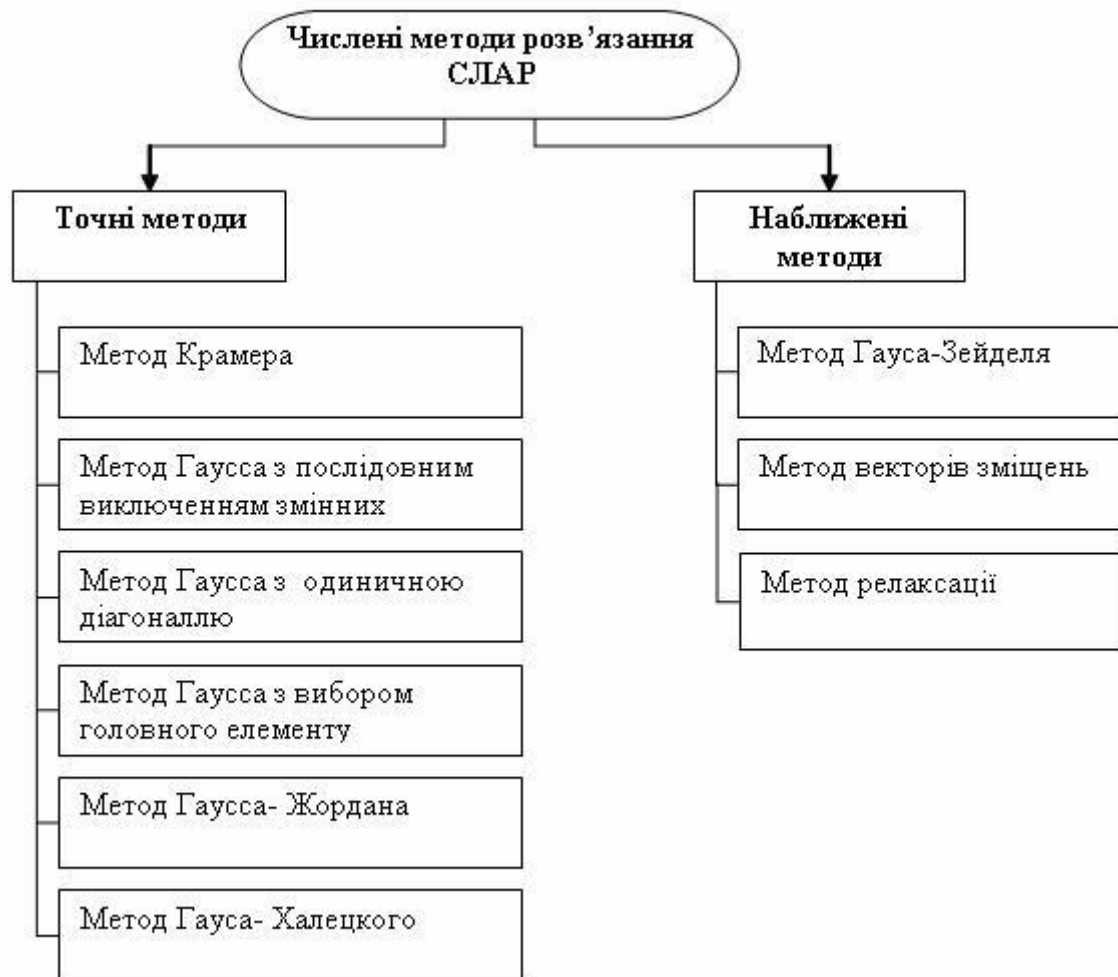 Числені методи розв’язання
СЛАР
Точні методи
Метод Крамера
Метод Гаусса з послідовним
виключенням змінних
Метод Гаусса з одиничною
діагоналлю
Метод Гаусса з вибором
головного елементу
Метод Гаусса- Жордана
Метод Гауса- Халецкого
Наближені
методи
Метод Гауса-Зейделя
Метод векторів зміщень
Метод релаксації